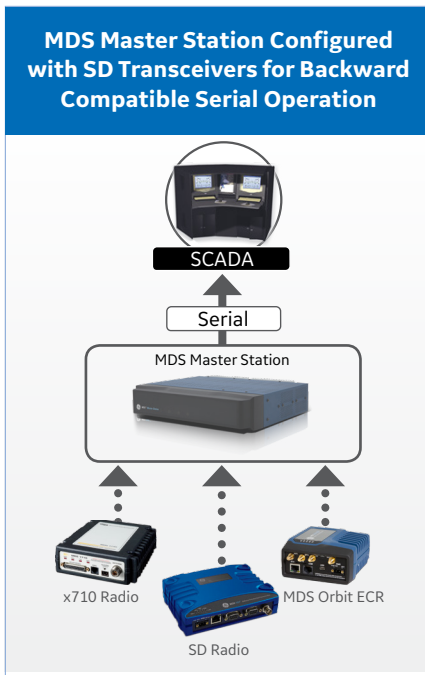 MDS Master Station Configured
with SD Transceivers for Backward
Compatible Serial Operation
SCADA
Serial
MDS Master Station
x710 Radio
MDS Orbit ECR
SD Radio